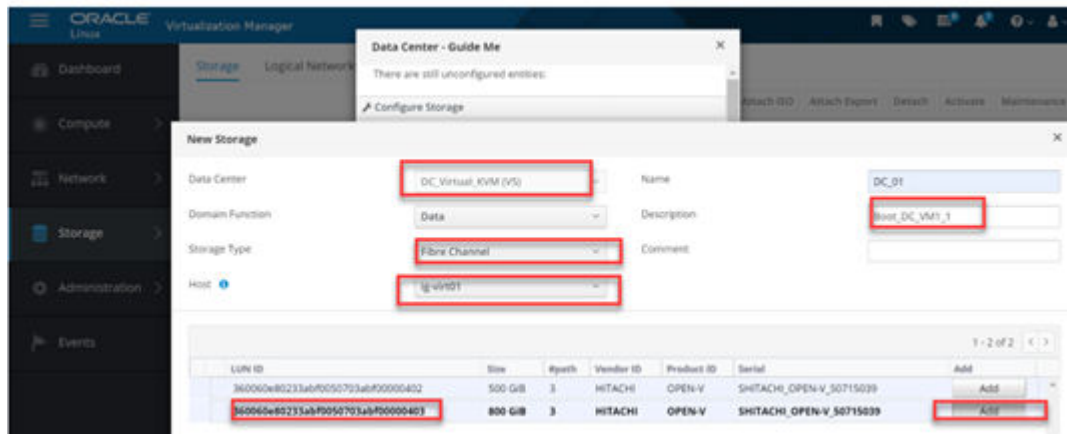 ORACLE Linux Virtualization Manager
Dashboard
Compute
Network
Storage
Administration
Events
Storage Logical Network
Attach ISO Attach Export Detach Activate Maintenance
Data Center - Guide Me
There are still unconfigured entities:
Configure Storage
New Storage
Data Center DC_Virtual_KVM (V5) Name DC_01
Domain Function Data Description Boot_DC_VM1_1
Storage Type Fibre Channel Comment
Host lg-virt01
1 - 2 of 2
LUN ID Size #path Vendor ID Product ID Serial Add
360060e80233abf0050703abf00000402 500 GiB 3 HITACHI OPEN-V SHITACHI_OPEN-V_50715039 Add
360060e80233abf0050703abf00000403 800 GiB 3 HITACHI OPEN-V SHITACHI_OPEN-V_50715039 Add